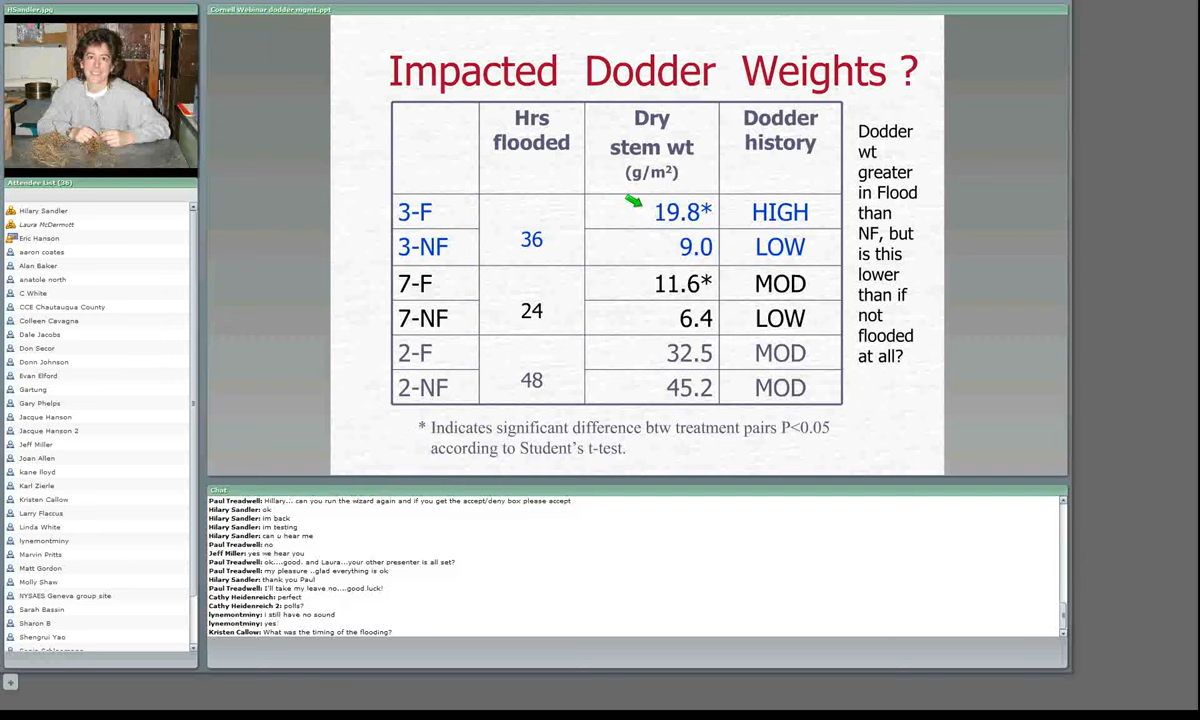 HSandler.jpg
Cornell Webinar dodder mgmt.ppt
Impacted Dodder Weights ?
Hrs flooded
Dry stem wt (g/m²)
Dodder history
3-F 36 19.8* HIGH
3-NF 9.0 LOW
7-F 24 11.6* MOD
7-NF 6.4 LOW
2-F 48 32.5 MOD
2-NF 45.2 MOD
Dodder
wt
greater
in Flood
than
NF, but
is this
lower
than if
not
flooded
at all?
* Indicates significant difference btw treatment pairs P<0.05
according to Student's t-test.
Attendee List (36)
Hilary Sandler
Laura McDermott
Eric Hanson
aaron coates
Alan Baker
anatole north
C White
CCE Chautauqua County
Colleen Cavagna
Dale Jacobs
Don Secor
Donn Johnson
Evan Elford
Gartung
Gary Phelps
Jacque Hanson
Jacque Hanson 2
Jeff Miller
Joan Allen
kane lloyd
Karl Zierle
Kristen Callow
Larry Flaccus
Linda White
lynemontminy
Marvin Pritts
Matt Gordon
Molly Shaw
NYSAES Geneva group site
Sarah Bassin
Sharon B
Shengrui Yao
Chat
Paul Treadwell: Hillary... can you run the wizard again and if you get the accept/deny box please accept
Hilary Sandler: ok
Hilary Sandler: im back
Hilary Sandler: im testing
Hilary Sandler: can u hear me
Paul Treadwell: no
Jeff Miller: yes we hear you
Paul Treadwell: ok....good. and Laura...your other presenter is all set?
Paul Treadwell: my pleasure ..glad everything is ok
Hilary Sandler: thank you Paul
Paul Treadwell: I'll take my leave no....good luck!
Cathy Heidenreich: perfect
Cathy Heidenreich 2: polls?
lynemontminy: i still have no sound
lynemontminy: yes
Kristen Callow: What was the timing of the flooding?